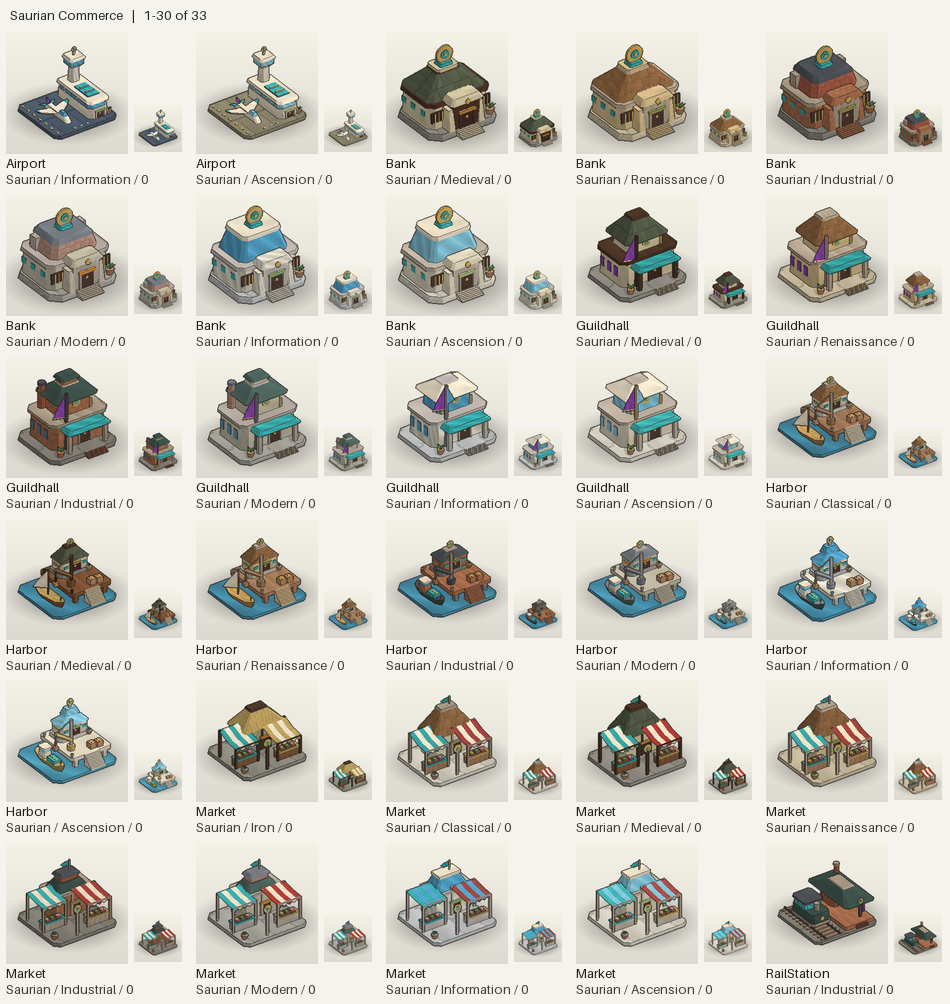 Saurian Commerce | 1-30 of 33
Airport
Saurian / Information / 0
Airport
Saurian / Ascension / 0
Bank
Saurian / Medieval / 0
Bank
Saurian / Renaissance / 0
Bank
Saurian / Industrial / 0
Bank
Saurian / Modern / 0
Bank
Saurian / Information / 0
Bank
Saurian / Ascension / 0
Guildhall
Saurian / Medieval / 0
Guildhall
Saurian / Renaissance / 0
Guildhall
Saurian / Industrial / 0
Guildhall
Saurian / Modern / 0
Guildhall
Saurian / Information / 0
Guildhall
Saurian / Ascension / 0
Harbor
Saurian / Classical / 0
Harbor
Saurian / Medieval / 0
Harbor
Saurian / Renaissance / 0
Harbor
Saurian / Industrial / 0
Harbor
Saurian / Modern / 0
Harbor
Saurian / Information / 0
Harbor
Saurian / Ascension / 0
Market
Saurian / Iron / 0
Market
Saurian / Classical / 0
Market
Saurian / Medieval / 0
Market
Saurian / Renaissance / 0
Market
Saurian / Industrial / 0
Market
Saurian / Modern / 0
Market
Saurian / Information / 0
Market
Saurian / Ascension / 0
RailStation
Saurian / Industrial / 0